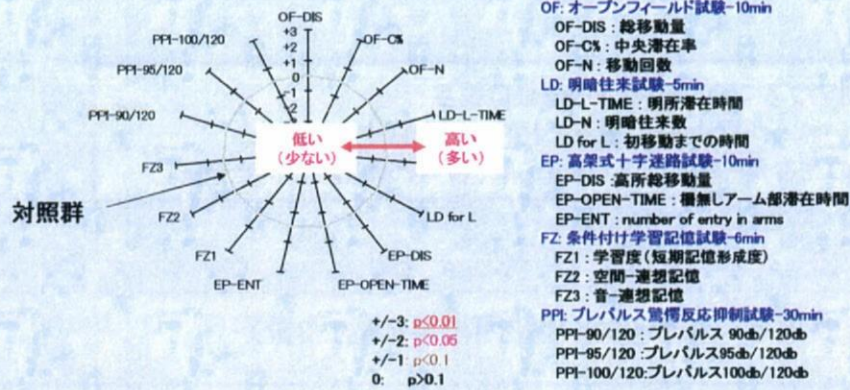 OF-DIS
+3
+2
+1
0
-1
-2
PPI-100/120
PPI-95/120
PPI-90/120
FZ3
FZ2
FZ1
EP-ENT
EP-OPEN-TIME
EP-DIS
LD for L
LD-L-TIME
OF-N
OF-C%
低い
(少ない)
高い
(多い)
対照群
+/-3: p<0.01
+/-2: p<0.05
+/-1: p<0.1
0: p>0.1
OF: オープンフィールド試験-10min
OF-DIS : 総移動量
OF-C% : 中央滞在率
OF-N : 移動回数
LD: 明暗往来試験-5min
LD-L-TIME : 明所滞在時間
LD-N : 明暗往来数
LD for L : 初移動までの時間
EP: 高架式十字迷路試験-10min
EP-DIS :高所総移動量
EP-OPEN-TIME : 柵無しアーム部滞在時間
EP-ENT : number of entry in arms
FZ: 条件付け学習記憶試験-6min
FZ1 : 学習度(短期記憶形成度)
FZ2 : 空間-連想記憶
FZ3 : 音-連想記憶
PPI: プレパルス驚愕反応抑制試験-30min
PPI-90/120 : プレパルス 90db/120db
PPI-95/120 :プレパルス95db/120db
PPI-100/120:プレパルス100db/120db